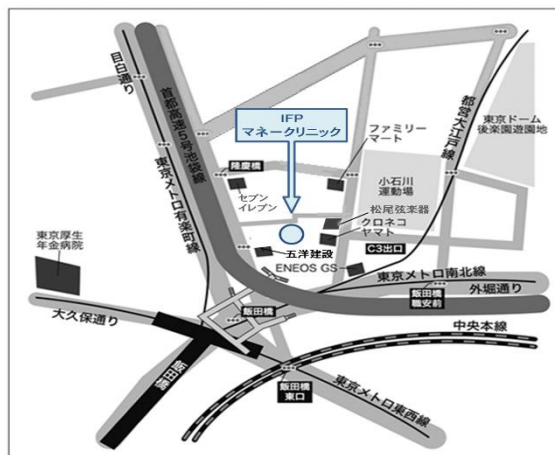 目白通り
首都高速5号池袋線
東京メトロ有楽町線
IFP
マネークリニック
ファミリー
マート
都営大江戸線
東京ドーム
後楽園遊園地
隆慶橋
セブン
イレブン
小石川
運動場
松尾弦楽器
クロネコ
ヤマト
C3出口
五洋建設
ENEOS GS
東京厚生
年金病院
大久保通り
飯田橋
飯田橋
東京メトロ南北線
外堀通り
飯田橋
職安前
中央本線
飯田橋
東口
東京メトロ東西線